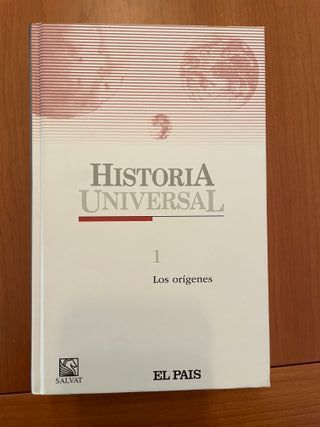 HISTORIA
UNIVERSAL
1
Los orígenes
SALVAT
EL PAIS